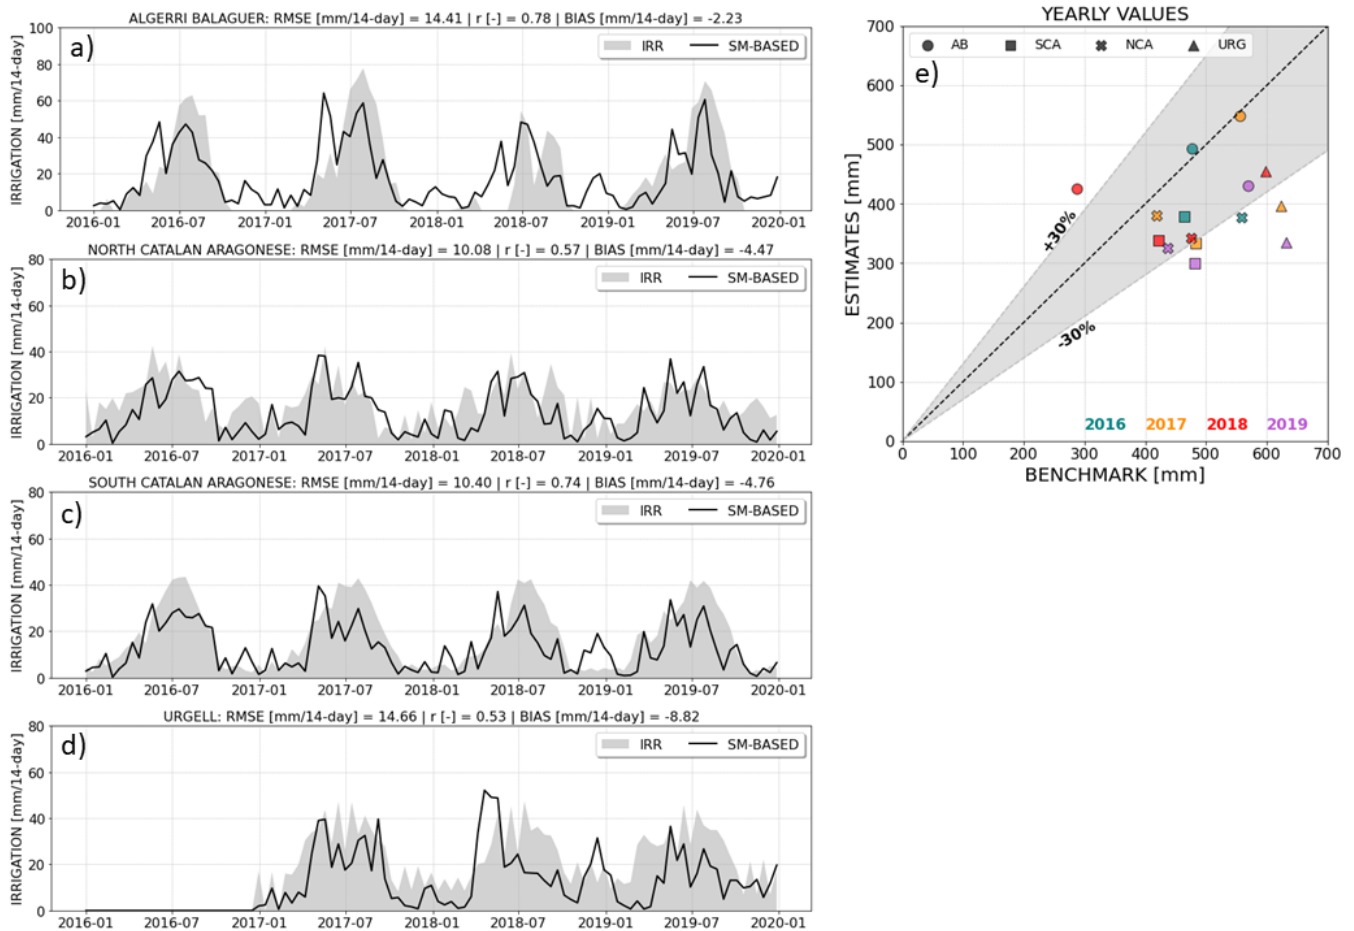 ALGERRI BALAGUER: RMSE [mm/14-day] = 14.41 | r [-] = 0.78 | BIAS [mm/14-day] = -2.23
a)
IRR SM-BASED
IRRIGATION [mm/14-day]
100
80
60
40
20
0
2016-01 2016-07 2017-01 2017-07 2018-01 2018-07 2019-01 2019-07 2020-01
NORTH CATALAN ARAGONESE: RMSE [mm/14-day] = 10.08 | r [-] = 0.57 | BIAS [mm/14-day] = -4.47
b)
IRR SM-BASED
IRRIGATION [mm/14-day]
80
60
40
20
0
2016-01 2016-07 2017-01 2017-07 2018-01 2018-07 2019-01 2019-07 2020-01
SOUTH CATALAN ARAGONESE: RMSE [mm/14-day] = 10.40 | r [-] = 0.74 | BIAS [mm/14-day] = -4.76
c)
IRR SM-BASED
IRRIGATION [mm/14-day]
80
60
40
20
0
2016-01 2016-07 2017-01 2017-07 2018-01 2018-07 2019-01 2019-07 2020-01
URGELL: RMSE [mm/14-day] = 14.66 | r [-] = 0.53 | BIAS [mm/14-day] = -8.82
d)
IRR SM-BASED
IRRIGATION [mm/14-day]
80
60
40
20
0
2016-01 2016-07 2017-01 2017-07 2018-01 2018-07 2019-01 2019-07 2020-01
YEARLY VALUES
AB SCA NCA URG
e)
ESTIMATES [mm]
700
600
500
400
300
200
100
0
+30%
-30%
2016 2017 2018 2019
0 100 200 300 400 500 600 700
BENCHMARK [mm]